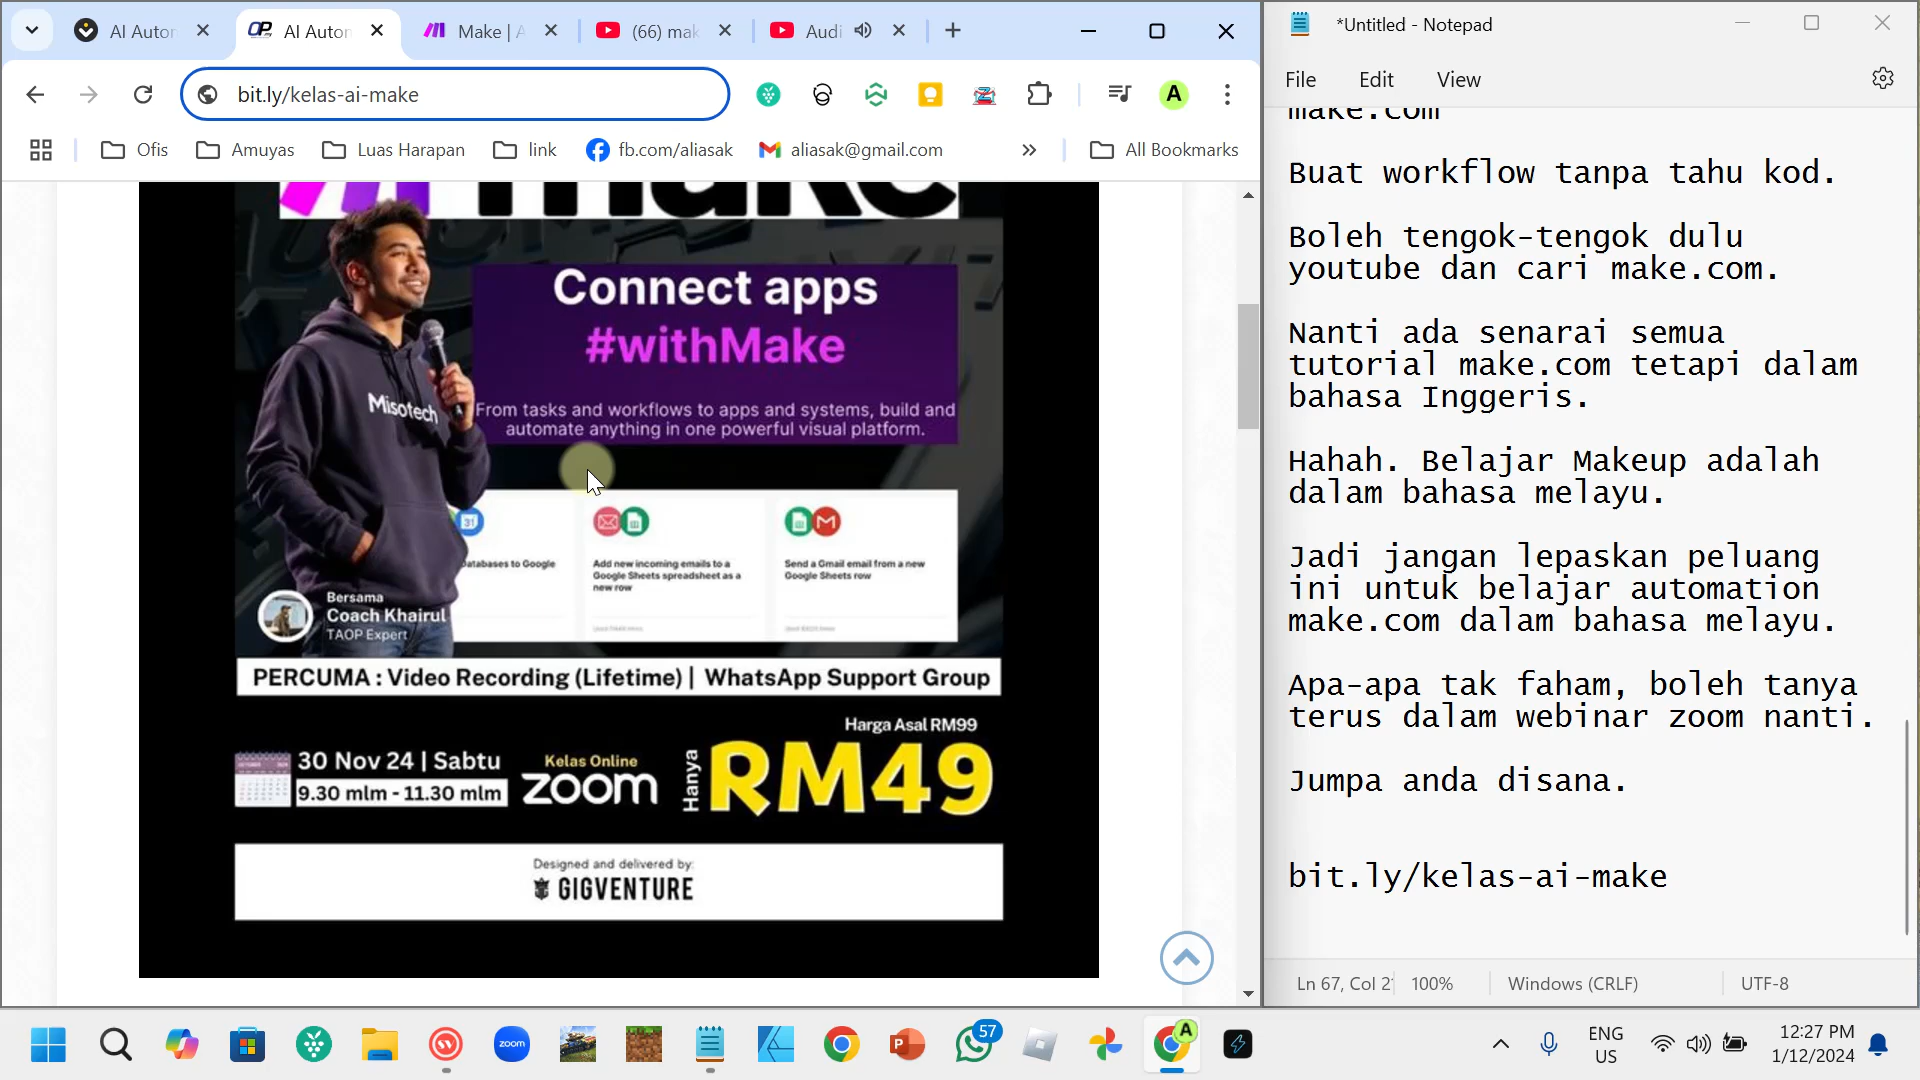 AI Autor
AI Autor
Make | A
(66) mak
Audi
*Untitled - Notepad
bit.ly/kelas-ai-make
A
File
Edit
View
Ofis
Amuyas
Luas Harapan
link
fb.com/aliasak
aliasak@gmail.com
All Bookmarks
make
Connect apps
#withMake
From tasks and workflows to apps and systems, build and
automate anything in one powerful visual platform.
Misotech
31
atabases to Google
Add new incoming emails to a
Google Sheets spreadsheet as a
new row
Send a Gmail email from a new
Google Sheets row
Bersama
Coach Khairul
TAOP Expert
PERCUMA : Video Recording (Lifetime) | WhatsApp Support Group
Harga Asal RM99
30 Nov 24 | Sabtu
9.30 mlm - 11.30 mlm
Kelas Online
zoom
Hanya
RM49
Designed and delivered by:
GIGVENTURE
make.com
Buat workflow tanpa tahu kod.
Boleh tengok-tengok dulu
youtube dan cari make.com.
Nanti ada senarai semua
tutorial make.com tetapi dalam
bahasa Inggeris.
Hahah. Belajar Makeup adalah
dalam bahasa melayu.
Jadi jangan lepaskan peluang
ini untuk belajar automation
make.com dalam bahasa melayu.
Apa-apa tak faham, boleh tanya
terus dalam webinar zoom nanti.
Jumpa anda disana.
bit.ly/kelas-ai-make
Ln 67, Col 2
100%
Windows (CRLF)
UTF-8
zoom
57
A
ENG
US
12:27 PM
1/12/2024